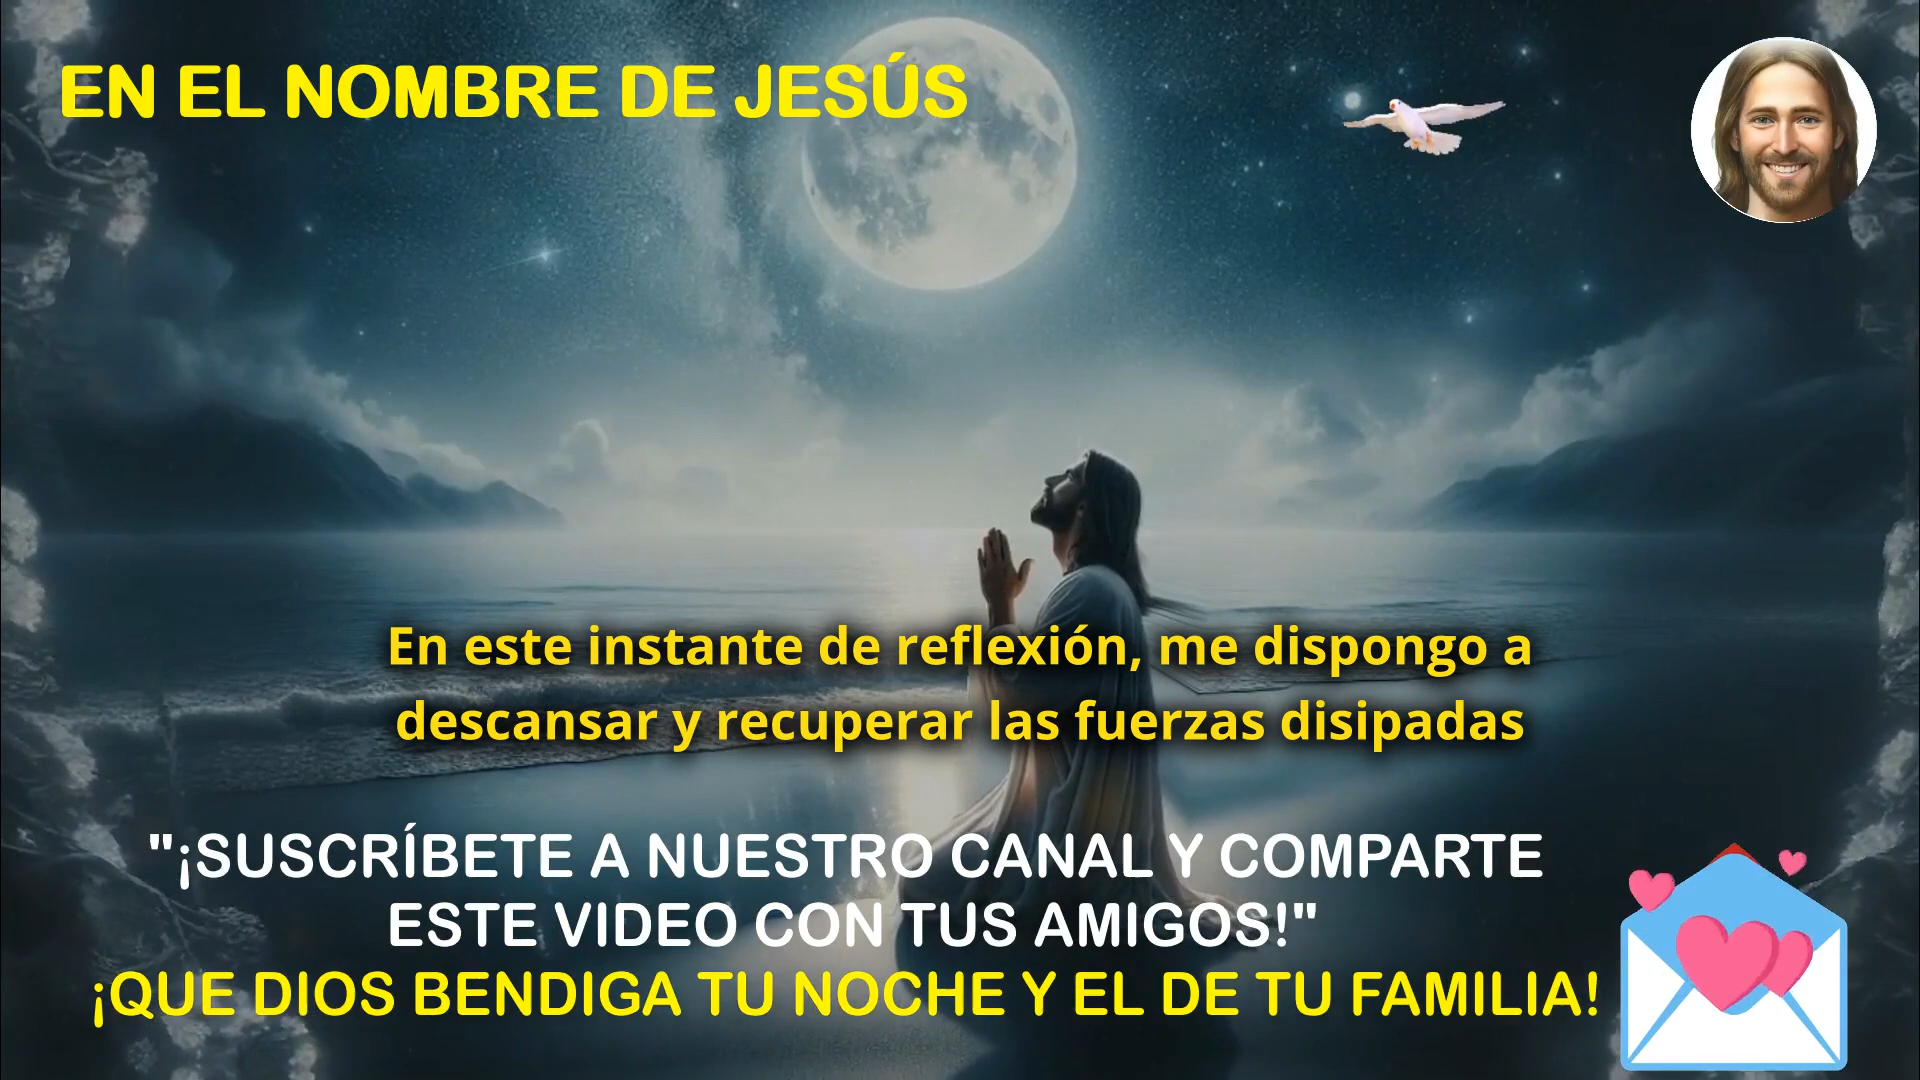 EN EL NOMBRE DE JESÚS
En este instante de reflexión, me dispongo a
descansar y recuperar las fuerzas disipadas
"¡SUSCRÍBETE A NUESTRO CANAL Y COMPARTE
ESTE VIDEO CON TUS AMIGOS!"
¡QUE DIOS BENDIGA TU NOCHE Y EL DE TU FAMILIA!